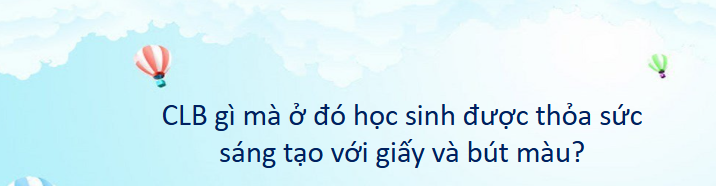 CLB gì mà ở đó học sinh được thỏa sức
sáng tạo với giấy và bút màu?